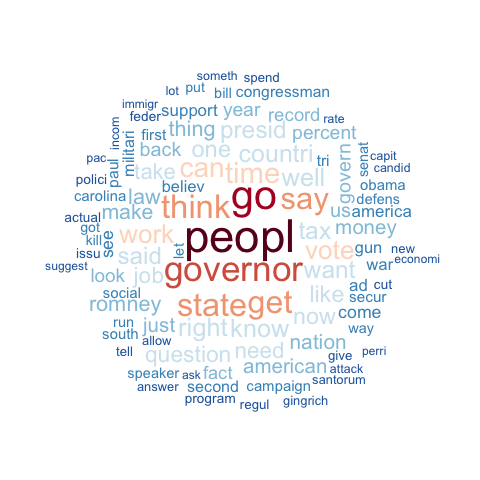 someth spend
lot put bill congressman
immigr
feder support year record
incom first thing presid percent rate
pac paul militari back one countri tri senat capit
polici take can time well govern candid
carolina law believ go say obama
actual make think us defens america
got work peopl tax money
kill see said let vote gun new
issu governor want war economi
suggest look job state get like ad cut
social romney secur
run just right know now come
south allow nation way
tell question need give perri
speaker fact american attack
answer ask second campaign santorum
program regul gingrich